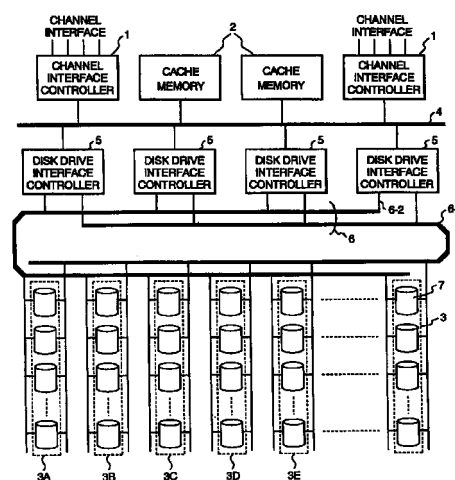 CHANNEL
INTERFACE
1
CHANNEL
INTERFACE
CONTROLLER
2
CACHE
MEMORY
CACHE
MEMORY
CHANNEL
INTERFACE
1
CHANNEL
INTERFACE
CONTROLLER
4
5
DISK DRIVE
INTERFACE
CONTROLLER
5
DISK DRIVE
INTERFACE
CONTROLLER
5
DISK DRIVE
INTERFACE
CONTROLLER
5
DISK DRIVE
INTERFACE
CONTROLLER
6-2
6
6-
7
3
3A
3B
3C
3D
3E